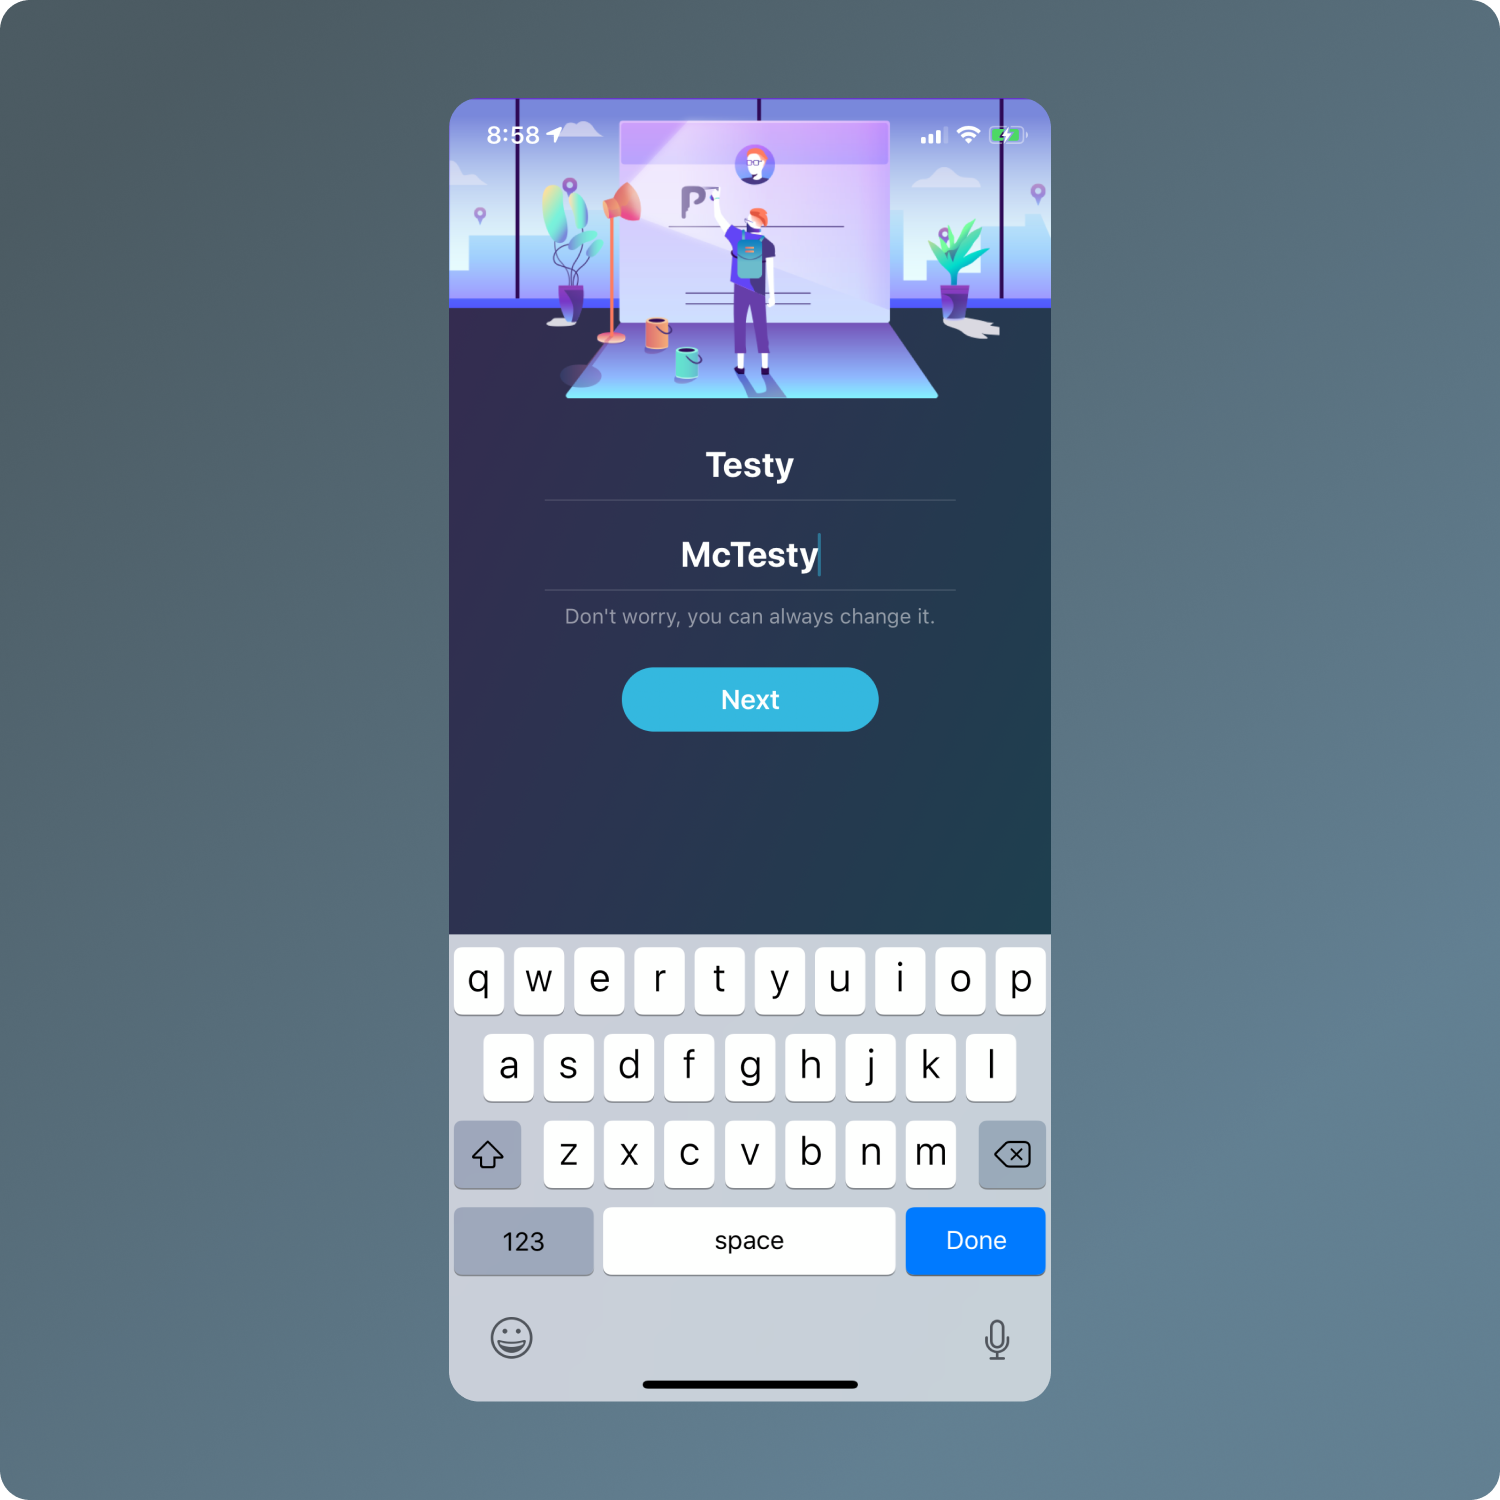 8:58
P
Testy
McTesty
Don't worry, you can always change it.
Next
q w e r t y u i o p
a s d f g h j k l
z x c v b n m
123 space Done